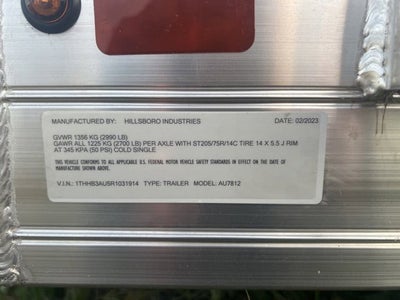 MANUFACTURED BY: HILLSBORO INDUSTRIES DATE: 02/2023
GVWR 1356 KG (2990 LB)
GAWR ALL 1225 KG (2700 LB) PER AXLE WITH ST205/75R/14C TIRE 14 X 5.5 J RIM
AT 345 KPA (50 PSI) COLD SINGLE
THIS VEHICLE CONFORMS TO ALL APPLICABLE U.S. FEDERAL MOTOR VEHICLE SAFETY STANDARDS IN EFFECT ON THE DATE OF
MANUFACTURE SHOWN ABOVE.
V.I.N.: 1THHB3AUSR1031914 TYPE: TRAILER MODEL: AU7812